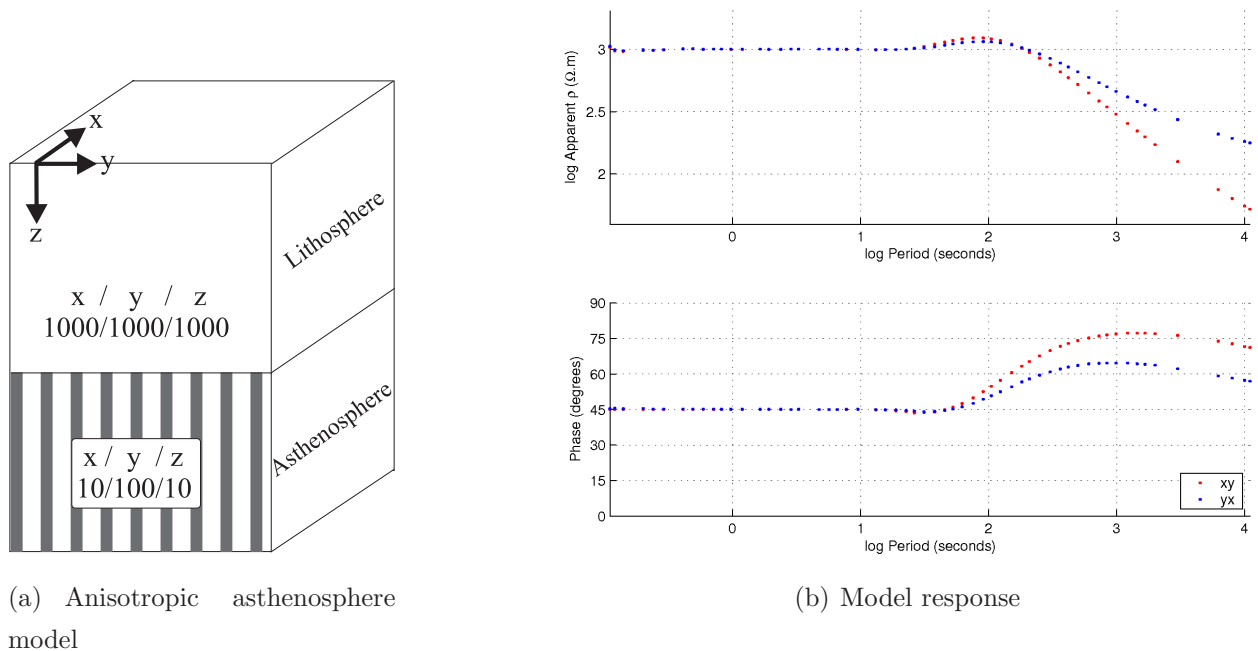 x
y
z
Lithosphere
x / y / z
1000/1000/1000
Asthenosphere
x / y / z
10/100/10
(a) Anisotropic asthenosphere
model
log Apparent ρ (Ω.m)
3
2.5
2
0 1 2 3 4
log Period (seconds)
Phase (degrees)
90
75
60
45
30
15
0
0 1 2 3 4
log Period (seconds)
xy
yx
(b) Model response